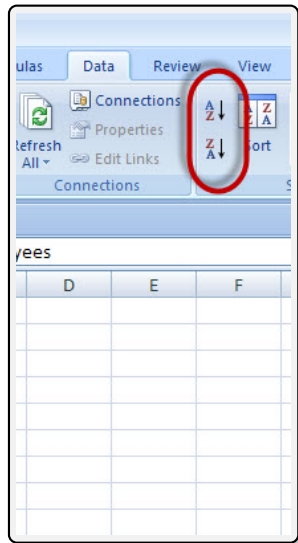 ulas Data Review View
Connections
Properties
Edit Links
Refresh
All
A
Z
Z
A
A Z
Z A
Sort
Connections
yees
D E F